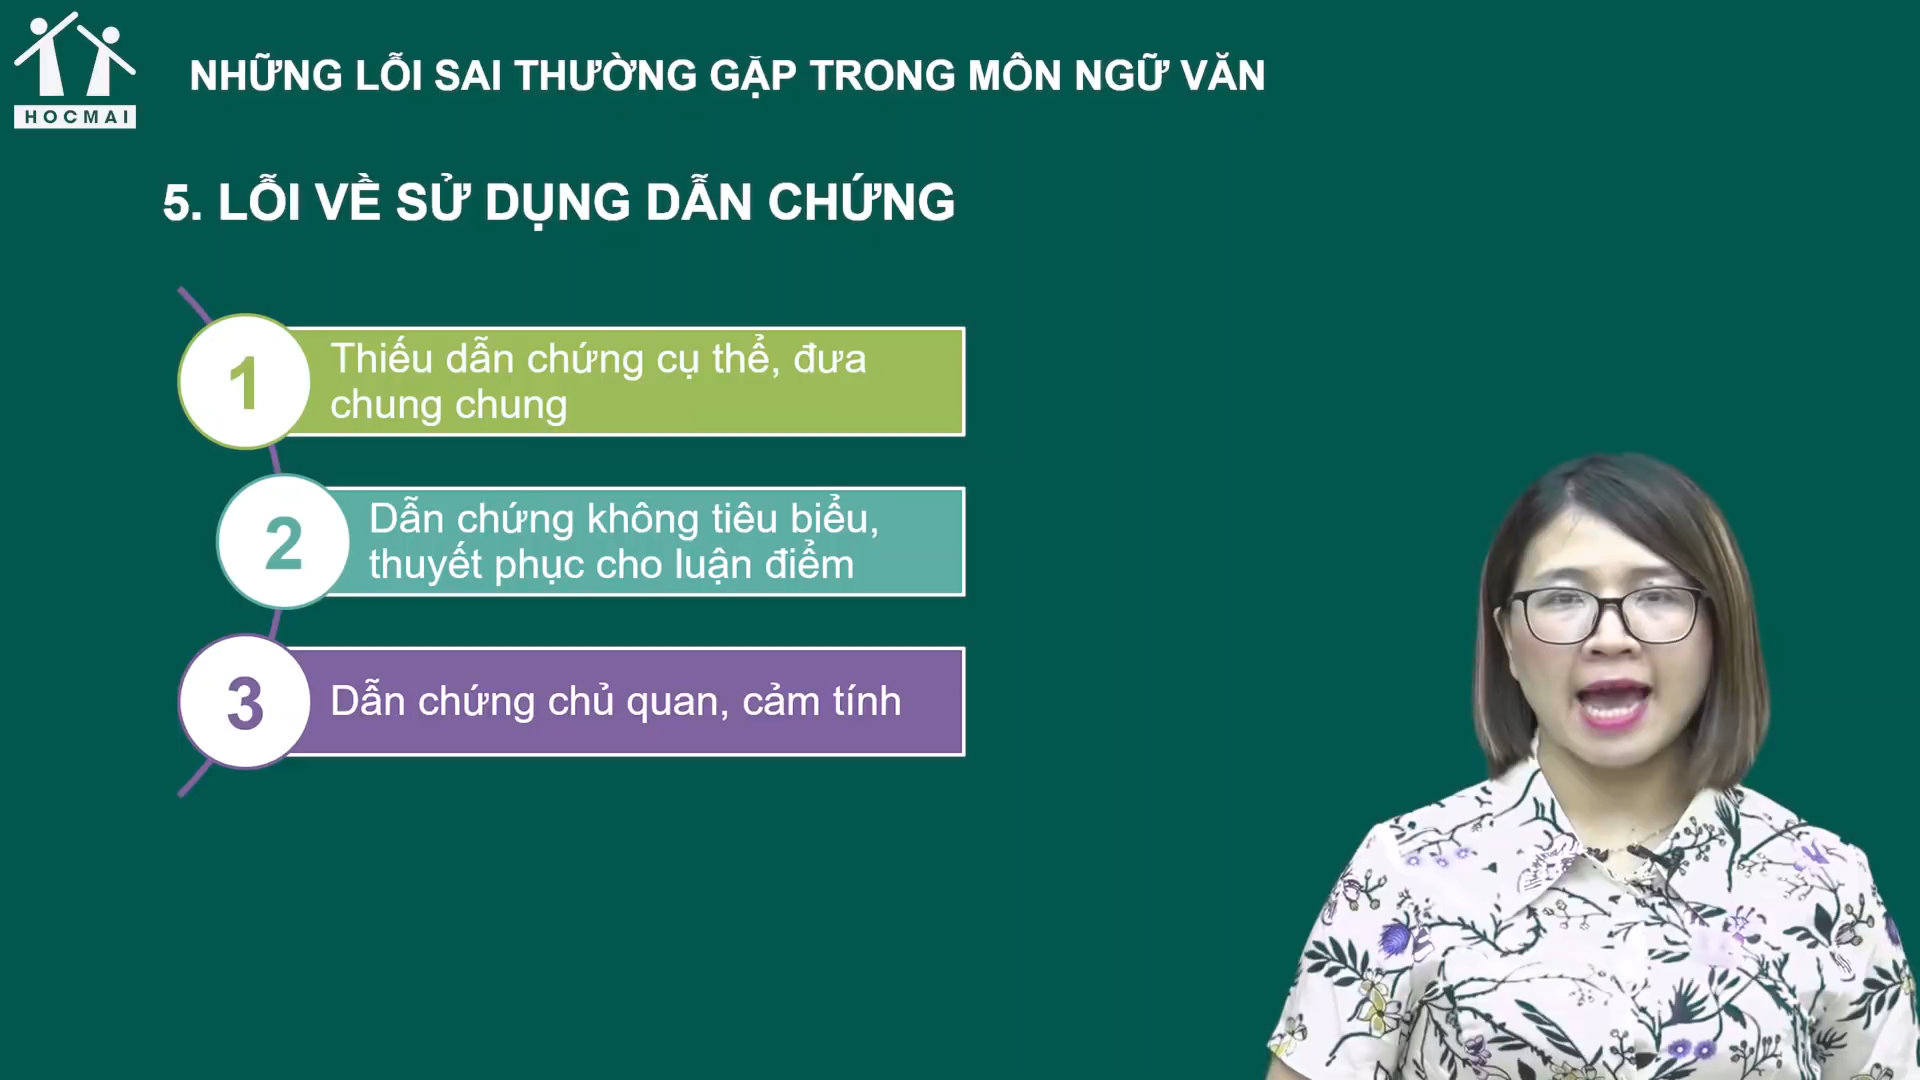 HOCMAI
NHỮNG LỖI SAI THƯỜNG GẶP TRONG MÔN NGỮ VĂN
5. LỖI VỀ SỬ DỤNG DẪN CHỨNG
1
Thiếu dẫn chứng cụ thể, đưa
chung chung
2
Dẫn chứng không tiêu biểu,
thuyết phục cho luận điểm
3
Dẫn chứng chủ quan, cảm tính